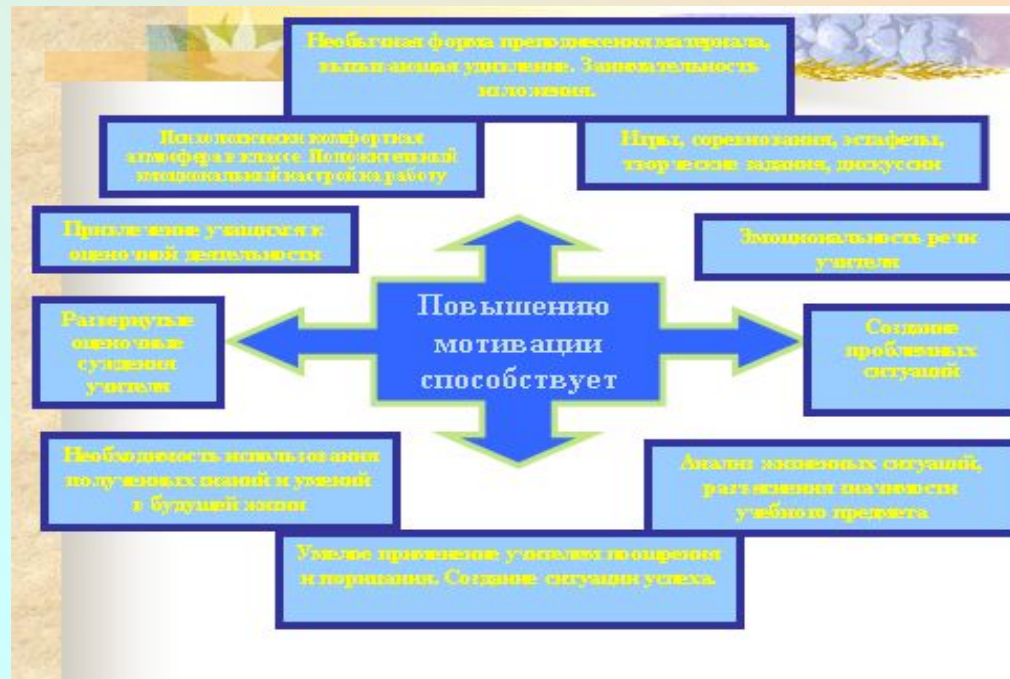 Необычная форма преподнесения материала,
вызывающая удивление. Занимательность
изложения.
Психологически комфортная
атмосфера в классе. Положительный
эмоциональный настрой на работу
Игры, соревнования, эстафеты,
творческие задания, дискуссии
Привлечение учащихся к
оценочной деятельности
Эмоциональность речи
учителя
Развернутые
оценочные
суждения
учителя
Повышению
мотивации
способствует
Создание
проблемных
ситуаций
Необходимость использования
полученных знаний и умений
в будущей жизни
Анализ жизненных ситуаций,
разъяснения значимости
учебного предмета
Умелое применение учителем поощрения
и порицания. Создание ситуации успеха.